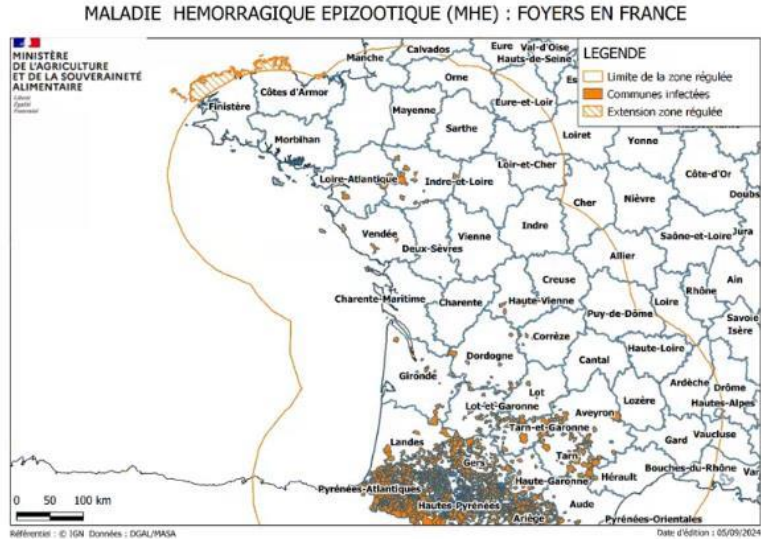 MALADIE HEMORRAGIQUE EPIZOOTIQUE (MHE) : FOYERS EN FRANCE
MINISTÈRE
DE L'AGRICULTURE
ET DE LA SOUVERAINETÉ
ALIMENTAIRE
Liberté
Égalité
Fraternité
LEGENDE
Limite de la zone régulée
Communes infectées
Extension zone régulée
Manche
Calvados
Eure
Val-d'Oise
Hauts-de-Seine
Es
Finistère
Côtes d'Armor
Orne
Eure-et-Loir
Mayenne
Sarthe
Morbihan
Loiret
Yonne
Loir-et-Cher
Côte-d'Or
Loire-Atlantique
Indre-et-Loire
Cher
Nièvre
Doubs
Vendée
Deux-Sèvres
Vienne
Indre
Saône-et-Loire
Jura
Allier
Creuse
Ain
Charente-Maritime
Charente
Haute-Vienne
Puy-de-Dôme
Loire
Rhône
Savoie
Isère
Corrèze
Haute-Loire
Dordogne
Cantal
Gironde
Ardèche
Drôme
Lot
Lozère
Hautes-Alpes
Lot-et-Garonne
Aveyron
Tarn-et-Garonne
Gard
Vaucluse
Landes
Gers
Tarn
Bouches-du-Rhône
Var
Haute-Garonne
Hérault
Pyrénées-Atlantiques
Hautes-Pyrénées
Aude
Ariège
Pyrénées-Orientales
0 50 100 km
Référentiel : © IGN Données : DGAL/MASA
Date d'édition : 05/09/2024